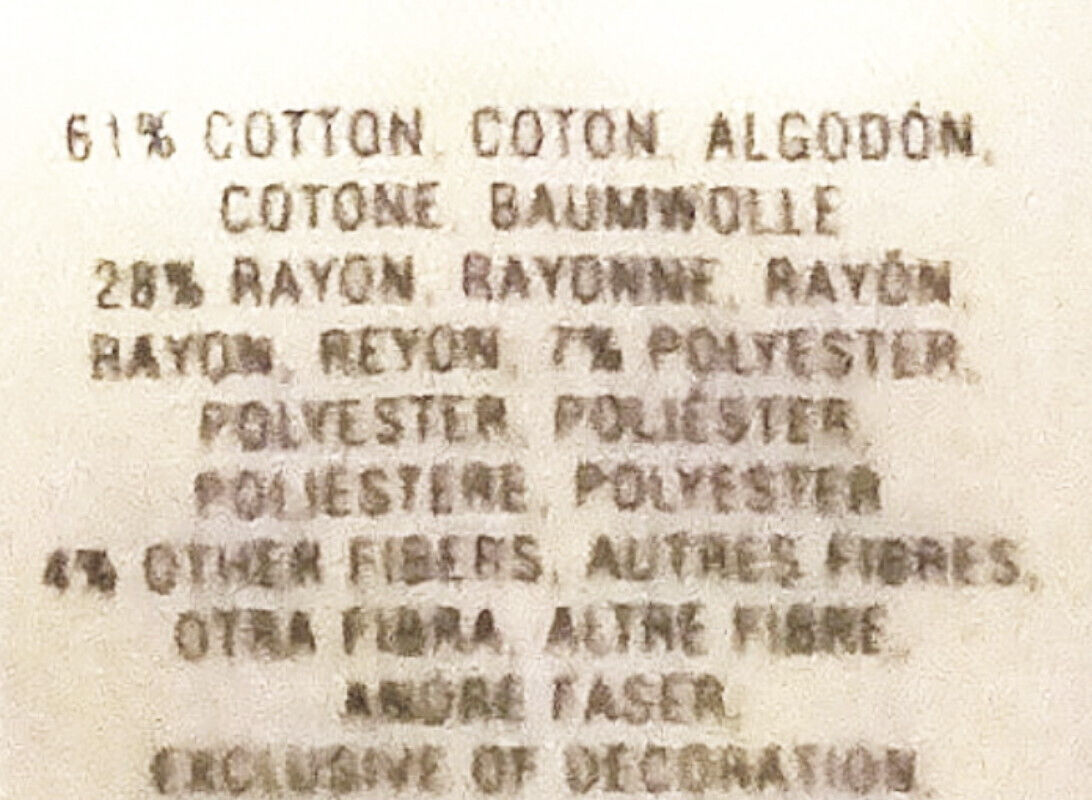 61% COTTON, COTON, ALGODÓN,
COTONE, BAUMWOLLE
28% RAYON, RAYONNE, RAYÓN,
RAYON, REYON, 7% POLYESTER,
POLYESTER, POLIÉSTER,
POLIESTERE, POLYESTER
4% OTHER FIBERS, AUTRES FIBRES,
OTRA FIBRA, ALTRE FIBRE
ANDRE FASER
EXCLUSIVE OF DECORATION